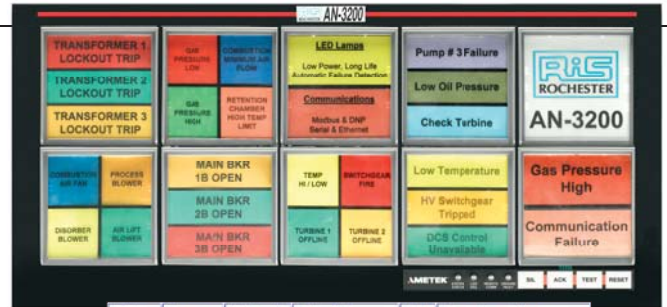 RiS
ROCHESTER
AN-3200
TRANSFORMER 1
LOCKOUT TRIP
TRANSFORMER 2
LOCKOUT TRIP
TRANSFORMER 3
LOCKOUT TRIP
GAS
PRESSURE
LOW
COMBUSTION
MINIMUM AIR
FLOW
GAS
PRESSURE
HIGH
RETENTION
CHAMBER
HIGH TEMP
LIMIT
LED Lamps
Low Power, Long Life
Automatic Failure Detection
Communications
Modbus & DNP
Serial & Ethernet
Pump # 3 Failure
Low Oil Pressure
Check Turbine
RiS
ROCHESTER
AN-3200
COMBUSTION
AIR FAN
PROCESS
BLOWER
DISORBER
BLOWER
AIR LIFT
BLOWER
MAIN BKR
1B OPEN
MAIN BKR
2B OPEN
MAIN BKR
3B OPEN
TEMP
HI / LOW
SWITCHGEAR
FIRE
TURBINE 1
OFFLINE
TURBINE 2
OFFLINE
Low Temperature
HV Switchgear
Tripped
DCS Control
Unavailable
Gas Pressure
High
Communication
Failure
AMETEK
SIL ACK TEST RESET